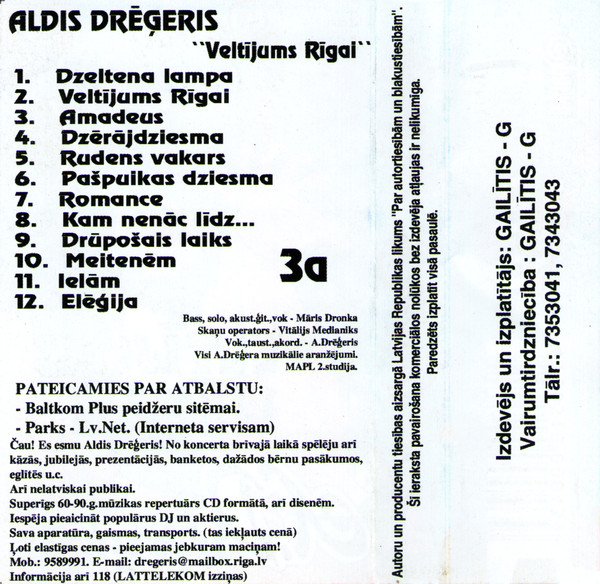 ALDIS DRĒĢERIS
"Veltījums Rīgai"
1. Dzeltena lampa
2. Veltījums Rīgai
3. Amadeus
4. Dzērājdziesma
5. Rudens vakars
6. Pašpuikas dziesma
7. Romance
8. Kam nenāc līdz...
9. Drūpošais laiks
10. Meitenēm
11. Ielām
12. Elēģija
3a
Bass, solo, akust.ģit.,vok - Māris Dronka
Skaņu operators - Vitālijs Medianiks
Vok.,taust.,akord. - A.Drēģeris
Visi A.Drēģera muzikālie aranžējumi.
MAPL 2.studija.
PATEICAMIES PAR ATBALSTU:
- Baltkom Plus peidžeru sitēmai.
- Parks - Lv.Net. (Interneta servisam)
Čau! Es esmu Aldis Drēģeris! No koncerta brīvajā laikā spēlēju arī
kāzās, jubilejās, prezentācijās, banketos, dažādos bērnu pasākumos,
eglītēs u.c.
Arī nelatviskai publikai.
Superīgs 60-90.g.mūzikas repertuārs CD formātā, arī disenēm.
Iespēja pieaicināt populārus DJ un aktierus.
Sava aparatūra, gaismas, transports. (tas iekļauts cenā)
Ļoti elastīgas cenas - pieejamas jebkuram maciņam!
Mob.: 9589991. E-mail: dregeris@mailbox.riga.lv
Informācija arī 118 (LATTELEKOM izziņas)
Autoru un producentu tiesības aizsargā Latvijas Republikas likums "Par autortiesībām un blakustiesībām".
Šī ieraksta pavairošana komerciālos nolūkos bez izdevēja atļaujas ir nelikumīga.
Paredzēts izplatīt visā pasaulē.
Izdevējs un izplatītājs: GAILĪTIS - G
Vairumtirdzniecība : GAILĪTIS - G
Tālr.: 7353041, 7343043